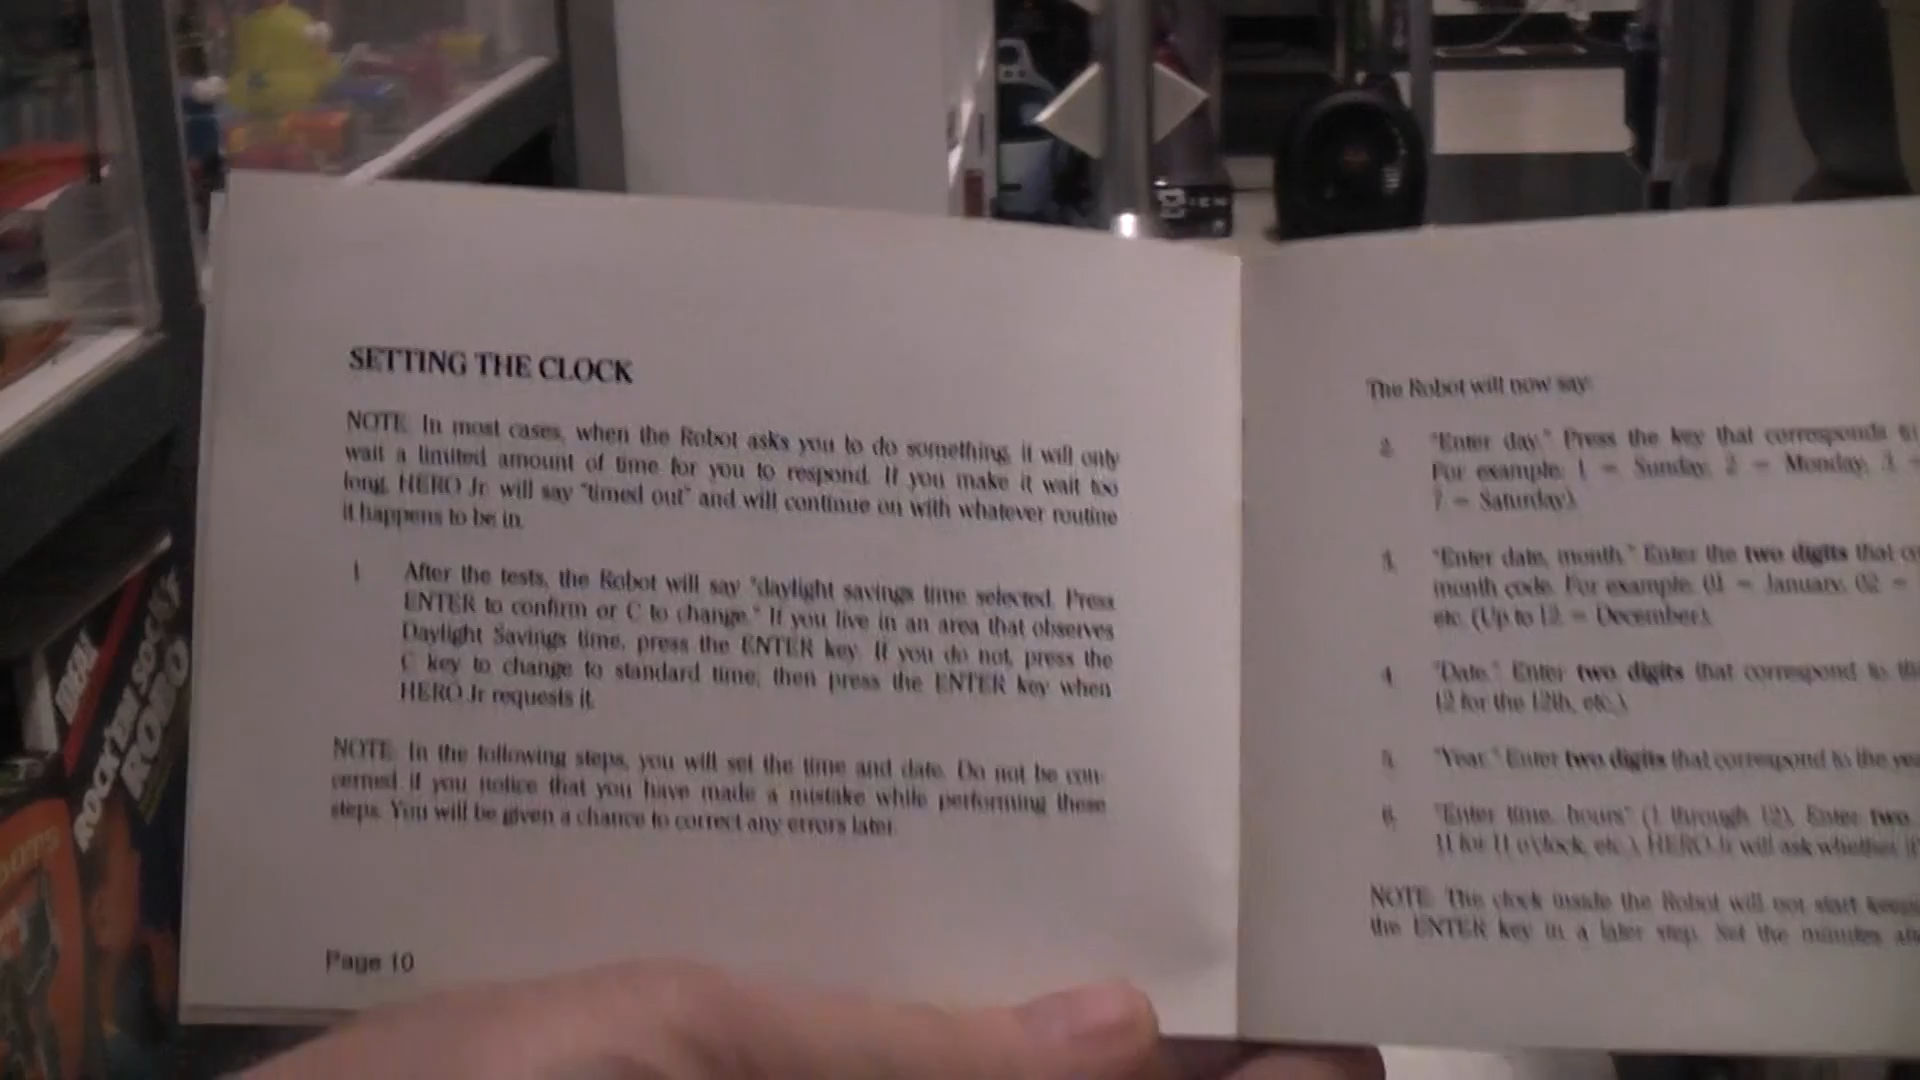 SETTING THE CLOCK
NOTE: In most cases, when the Robot asks you to do something, it will only
wait a limited amount of time for you to respond. If you make it wait too
long, HERO Jr. will say "timed out" and will continue on with whatever routine
it happens to be in.
1. After the tests, the Robot will say "daylight savings time selected. Press
ENTER to confirm or C to change." If you live in an area that observes
Daylight Savings time, press the ENTER key. If you do not, press the
C key to change to standard time; then press the ENTER key when
HERO Jr requests it.
NOTE: In the following steps, you will set the time and date. Do not be con-
cerned if you notice that you have made a mistake while performing these
steps. You will be given a chance to correct any errors later.
Page 10
The Robot will now say:
2. "Enter day." Press the key that corresponds
For example: 1 = Sunday, 2 = Monday, 3
7 = Saturday).
3. "Enter date, month." Enter the two digits that
month code. For example: 01 = January, 02 =
etc. (Up to 12 = December).
4. "Date." Enter two digits that correspond to
12 for the 12th, etc.)
5. "Year." Enter two digits that correspond to the
6. "Enter time, hours" (1 through 12). Enter two
11 for 11 o'clock, etc.). HERO Jr will ask whether
NOTE: The clock inside the Robot will not start
the ENTER key in a later step. Set the minutes
ROCK'EM SOCK
ROBO